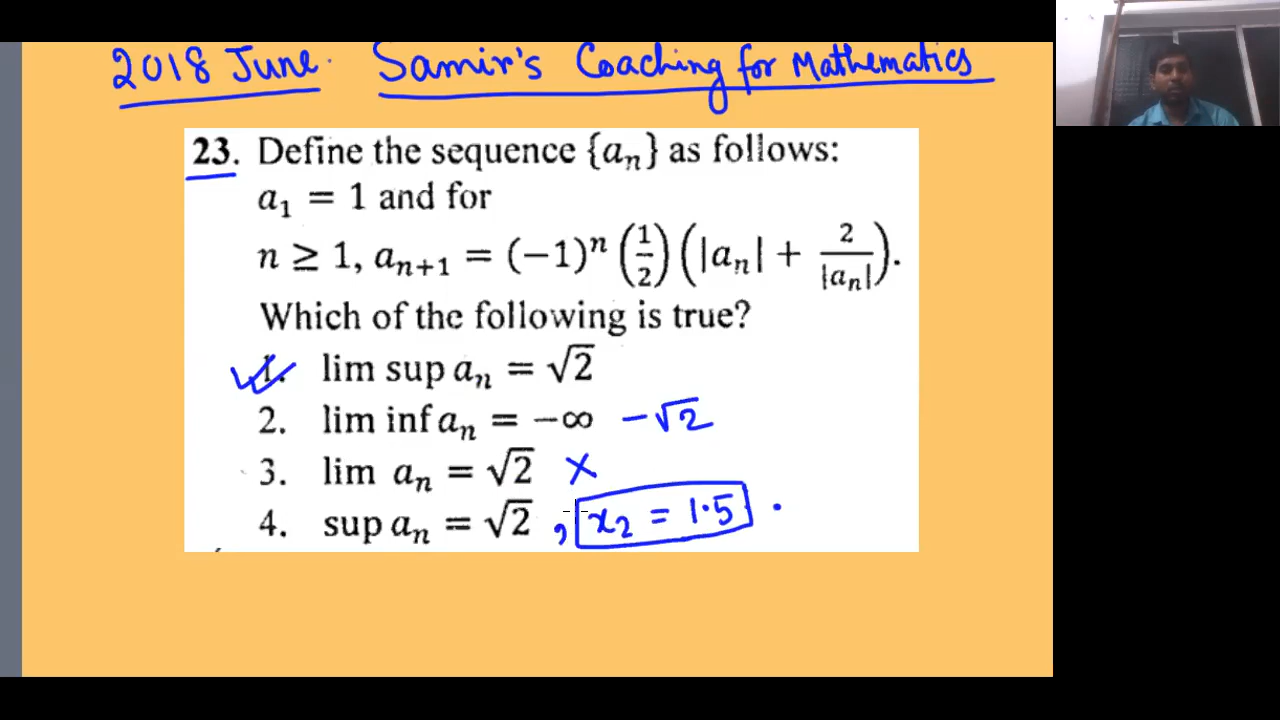 2018 June. Samir's Coaching for Mathematics
23. Define the sequence {aₙ} as follows:
a₁ = 1 and for
n ≥ 1, aₙ₊₁ = (−1)ⁿ (1/2) (|aₙ| + 2/|aₙ|).
Which of the following is true?
1. lim sup aₙ = √2
2. lim inf aₙ = −∞ −√2
3. lim aₙ = √2 ×
4. sup aₙ = √2 , x₂ = 1.5 .